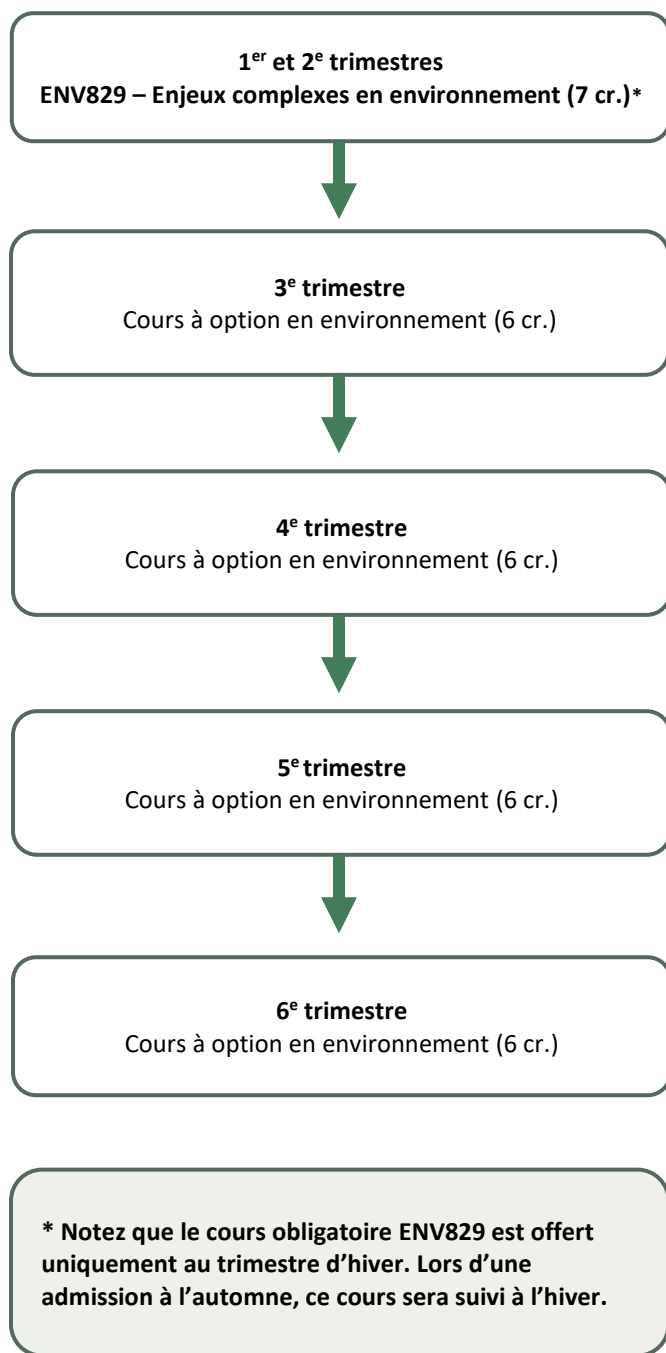 1er et 2e trimestres
ENV829 – Enjeux complexes en environnement (7 cr.)*
3e trimestre
Cours à option en environnement (6 cr.)
4e trimestre
Cours à option en environnement (6 cr.)
5e trimestre
Cours à option en environnement (6 cr.)
6e trimestre
Cours à option en environnement (6 cr.)
* Notez que le cours obligatoire ENV829 est offert
uniquement au trimestre d’hiver. Lors d’une
admission à l’automne, ce cours sera suivi à l’hiver.